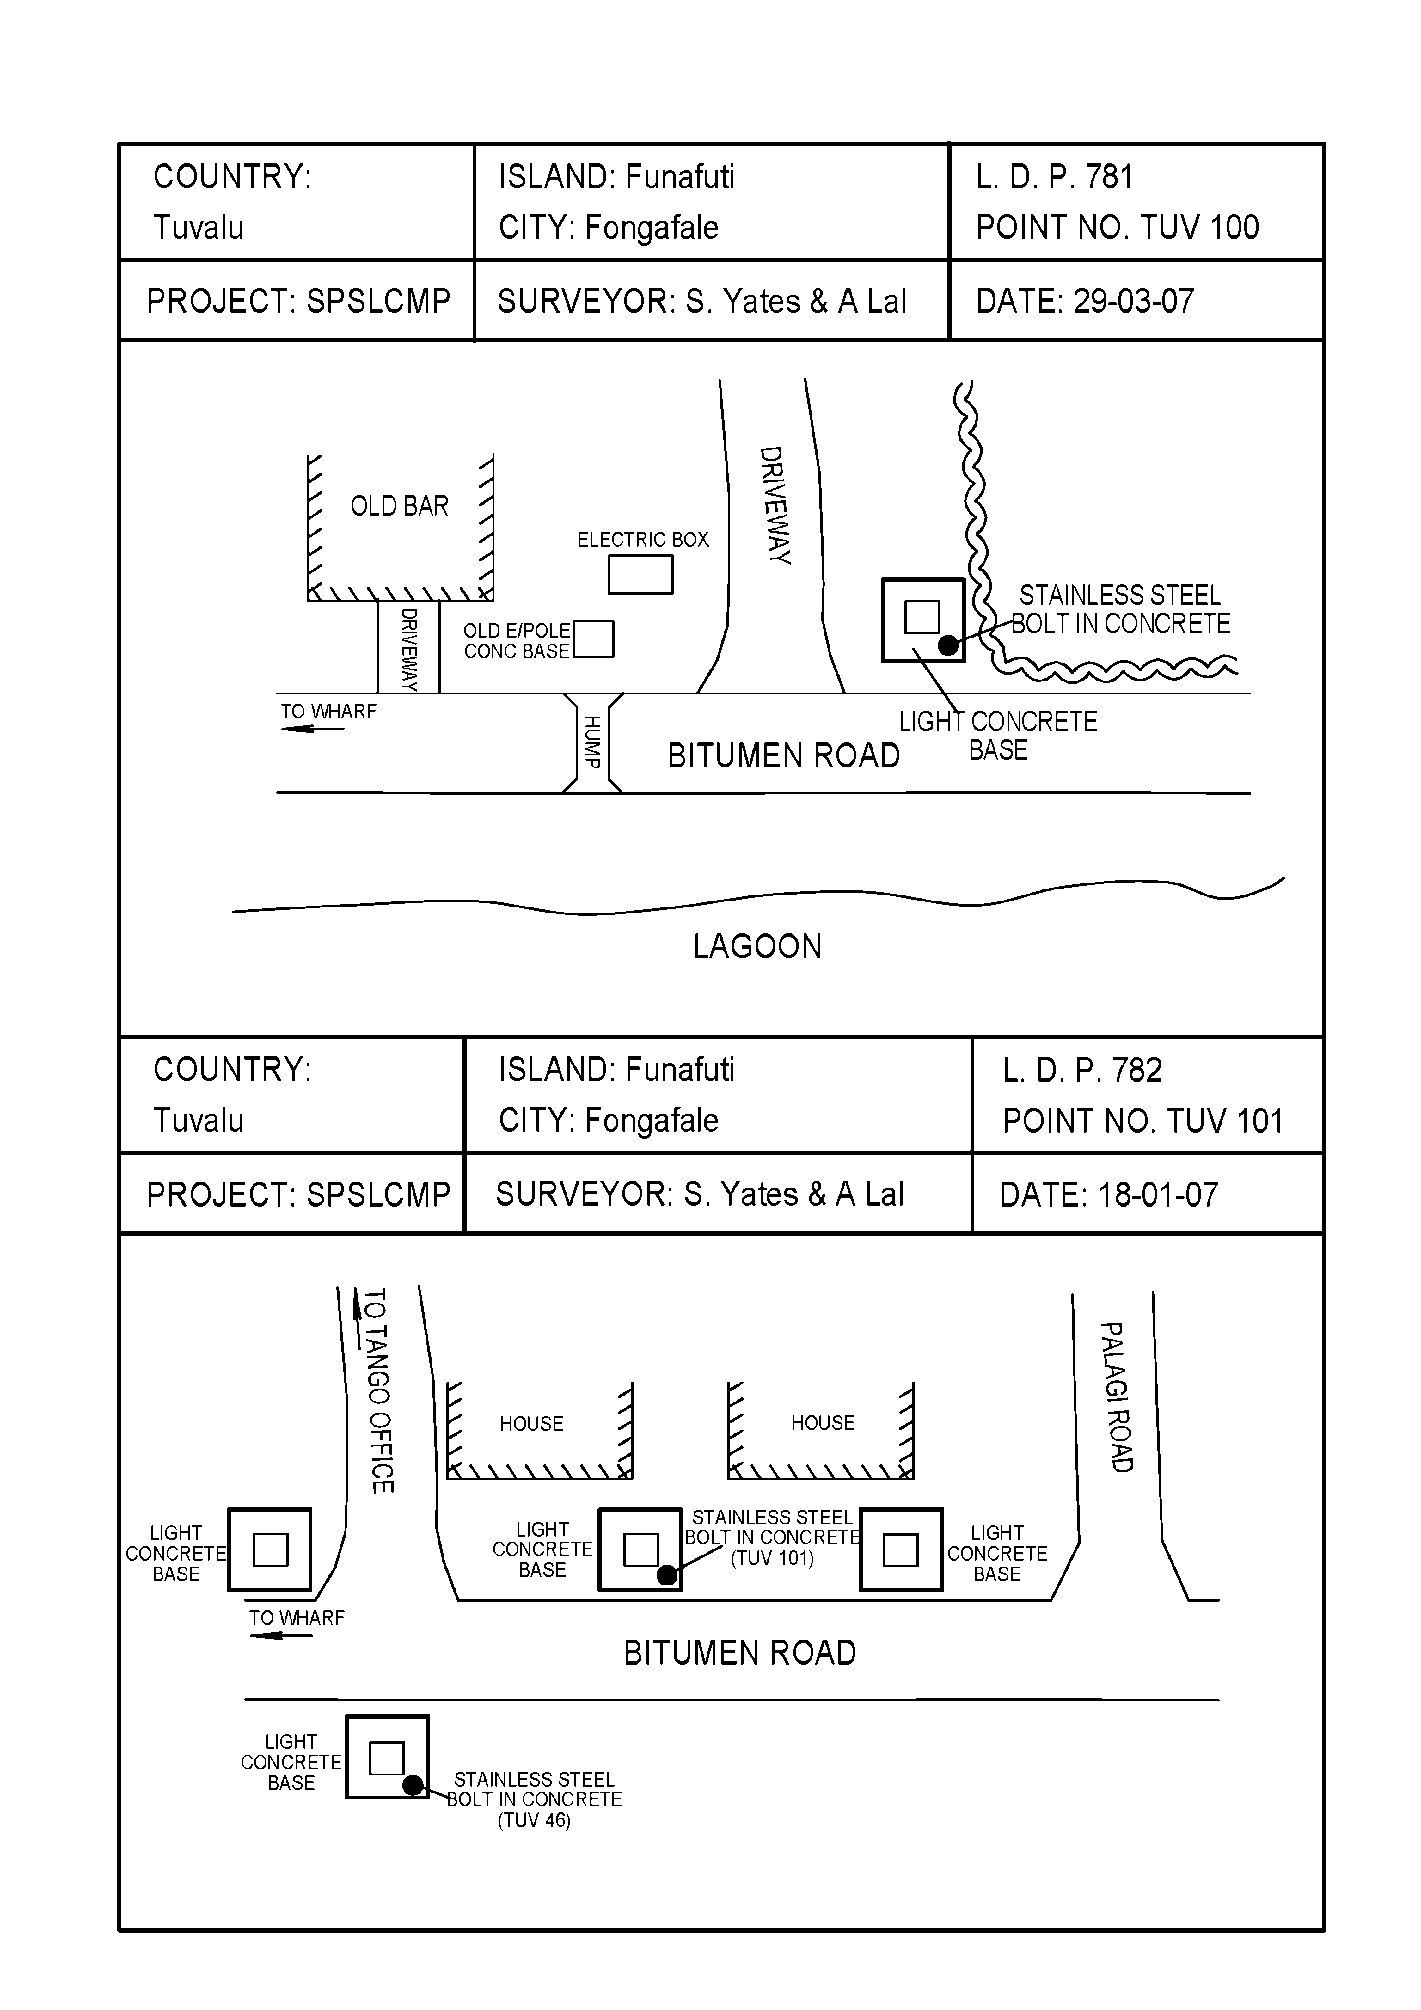 COUNTRY:
Tuvalu
ISLAND: Funafuti
CITY: Fongafale
L. D. P. 781
POINT NO. TUV 100
PROJECT: SPSLCMP
SURVEYOR: S. Yates & A Lal
DATE: 29-03-07
OLD BAR
DRIVEWAY
ELECTRIC BOX
OLD E/POLE
CONC BASE
DRIVEWAY
STAINLESS STEEL
BOLT IN CONCRETE
TO WHARF
HUMP
BITUMEN ROAD
LIGHT CONCRETE
BASE
LAGOON
COUNTRY:
Tuvalu
ISLAND: Funafuti
CITY: Fongafale
L. D. P. 782
POINT NO. TUV 101
PROJECT: SPSLCMP
SURVEYOR: S. Yates & A Lal
DATE: 18-01-07
TO TANGO OFFICE
HOUSE
HOUSE
PALAGI ROAD
LIGHT
CONCRETE
BASE
LIGHT
CONCRETE
BASE
STAINLESS STEEL
BOLT IN CONCRETE
(TUV 101)
LIGHT
CONCRETE
BASE
TO WHARF
BITUMEN ROAD
LIGHT
CONCRETE
BASE
STAINLESS STEEL
BOLT IN CONCRETE
(TUV 46)